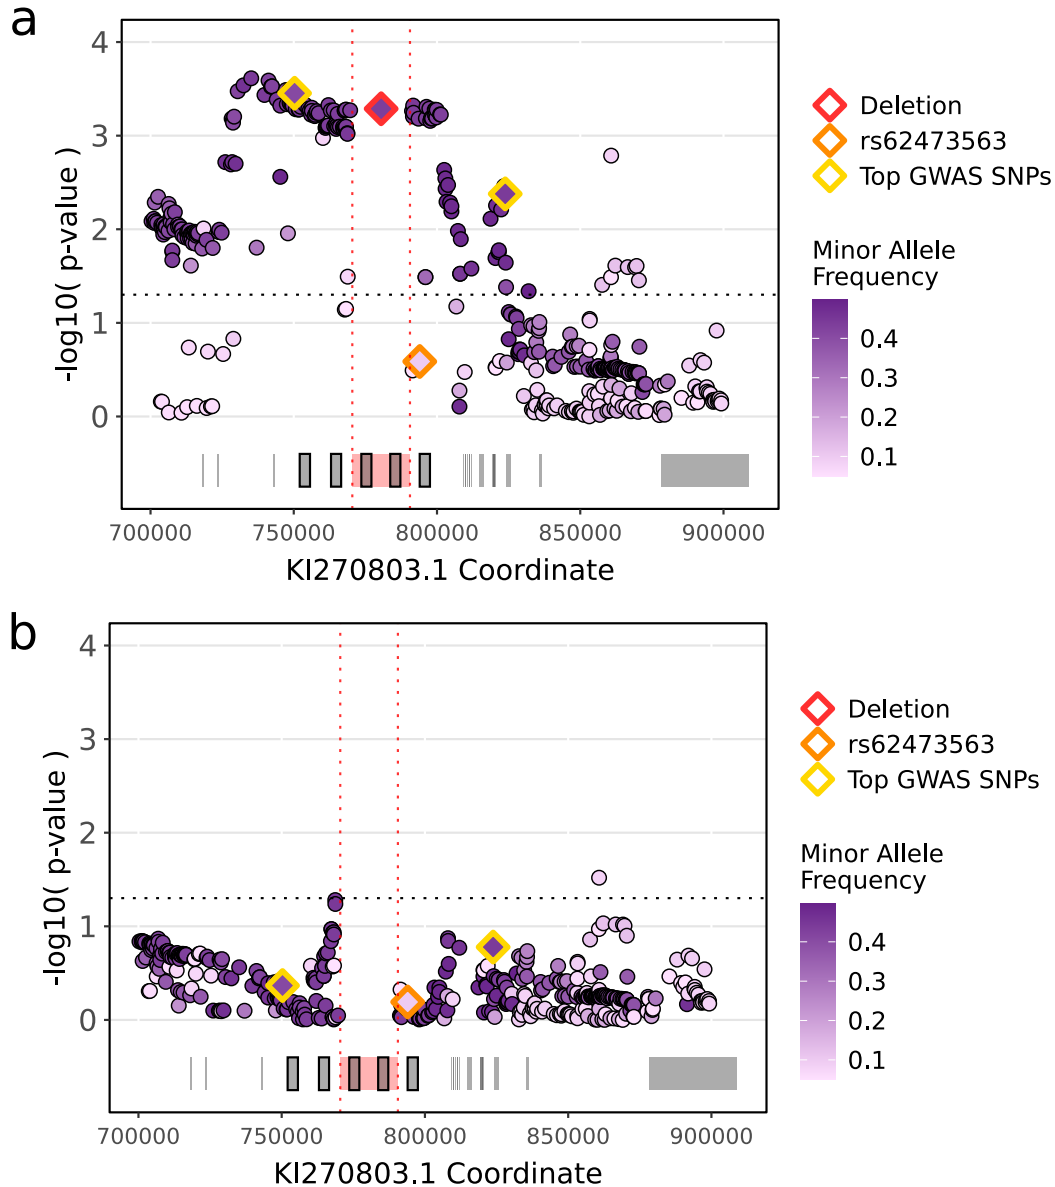 a
4
3
2
1
0
-log10( p-value )
700000 750000 800000 850000 900000
KI270803.1 Coordinate
Deletion
rs62473563
Top GWAS SNPs
Minor Allele
Frequency
0.4
0.3
0.2
0.1
b
4
3
2
1
0
-log10( p-value )
700000 750000 800000 850000 900000
KI270803.1 Coordinate
Deletion
rs62473563
Top GWAS SNPs
Minor Allele
Frequency
0.4
0.3
0.2
0.1